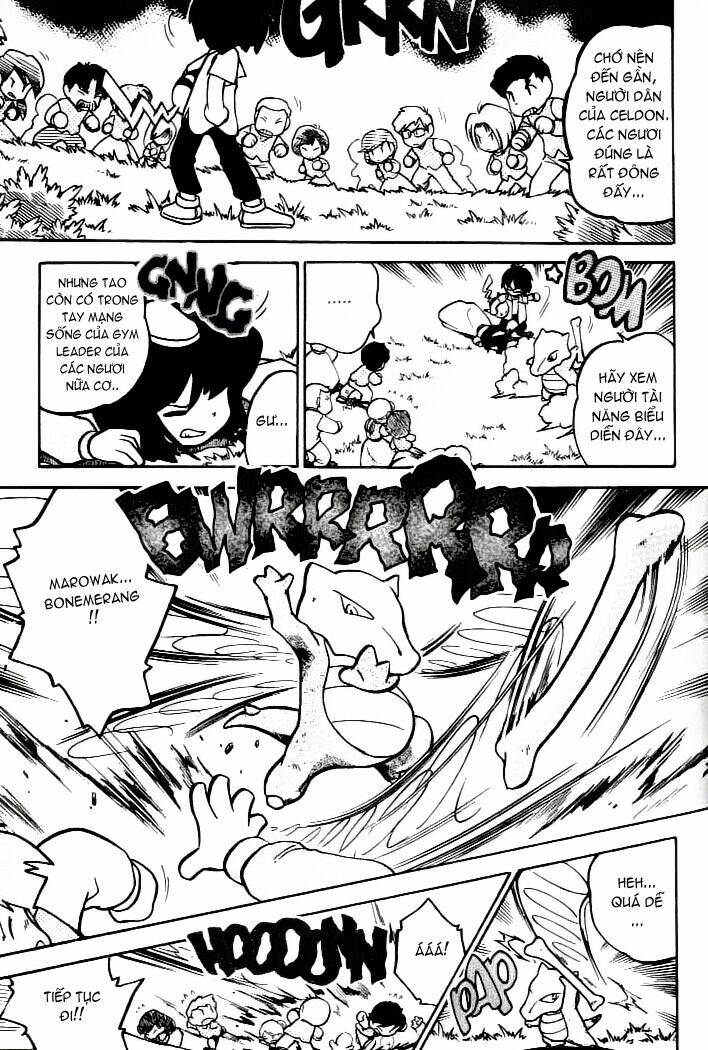 GRRN
CHỚ NÊN
ĐẾN GẦN,
NGƯỜI DÂN
CỦA CELDON.
CÁC NGƯƠI
ĐÚNG LÀ
RẤT ĐÔNG
ĐẤY...
BOM
......
HÃY XEM
NGƯỜI TÀI
NĂNG BIỂU
DIỄN ĐÂY...
GNNG
NHƯNG TAO
CÒN CÓ TRONG
TAY MẠNG
SỐNG CỦA GYM
LEADER CỦA
CÁC NGƯƠI
NỮA CƠ..
GƯ...
BWRRRRRR
MAROWAK...
BONEMERANG
!!
HEH...
QUÁ DỄ
...
PAP
ÁÁÁ!
HOOOONN
TIẾP TỤC
ĐI!!